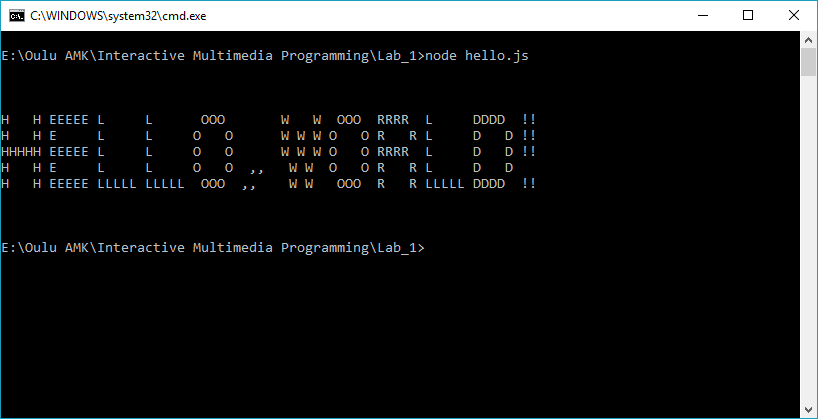 C:\WINDOWS\system32\cmd.exe
E:\Oulu AMK\Interactive Multimedia Programming\Lab_1>node hello.js
H   H EEEEE L     L      OOO       W   W  OOO  RRRR  L     DDDD  !!
H   H E     L     L     O   O      W W W O   O R   R L     D   D !!
HHHHH EEEEE L     L     O   O      W W W O   O RRRR  L     D   D !!
H   H E     L     L     O   O  ,,   W W  O   O R   R L     D   D
H   H EEEEE LLLLL LLLLL  OOO  ,,    W W   OOO  R   R LLLLL DDDD  !!
E:\Oulu AMK\Interactive Multimedia Programming\Lab_1>